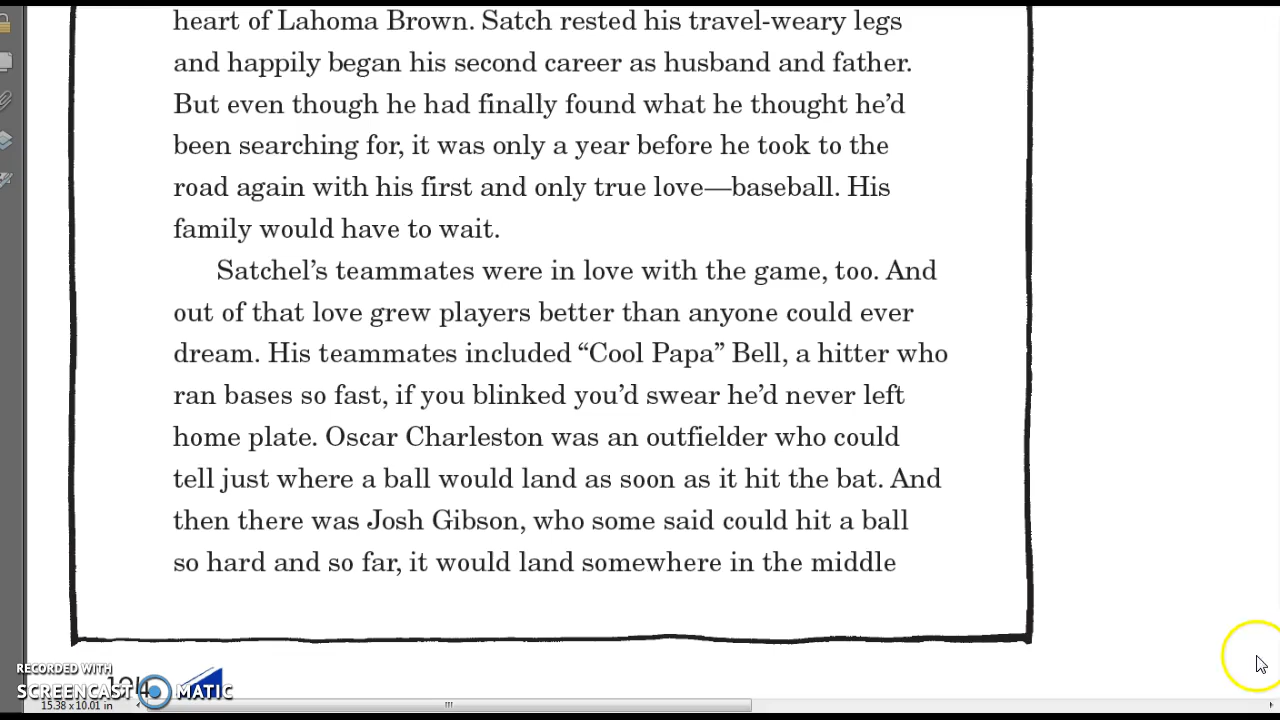 heart of Lahoma Brown. Satch rested his travel-weary legs
and happily began his second career as husband and father.
But even though he had finally found what he thought he’d
been searching for, it was only a year before he took to the
road again with his first and only true love—baseball. His
family would have to wait.
Satchel’s teammates were in love with the game, too. And
out of that love grew players better than anyone could ever
dream. His teammates included “Cool Papa” Bell, a hitter who
ran bases so fast, if you blinked you’d swear he’d never left
home plate. Oscar Charleston was an outfielder who could
tell just where a ball would land as soon as it hit the bat. And
then there was Josh Gibson, who some said could hit a ball
so hard and so far, it would land somewhere in the middle
RECORDED WITH
SCREENCAST MATIC
15.38 x 10.01 in